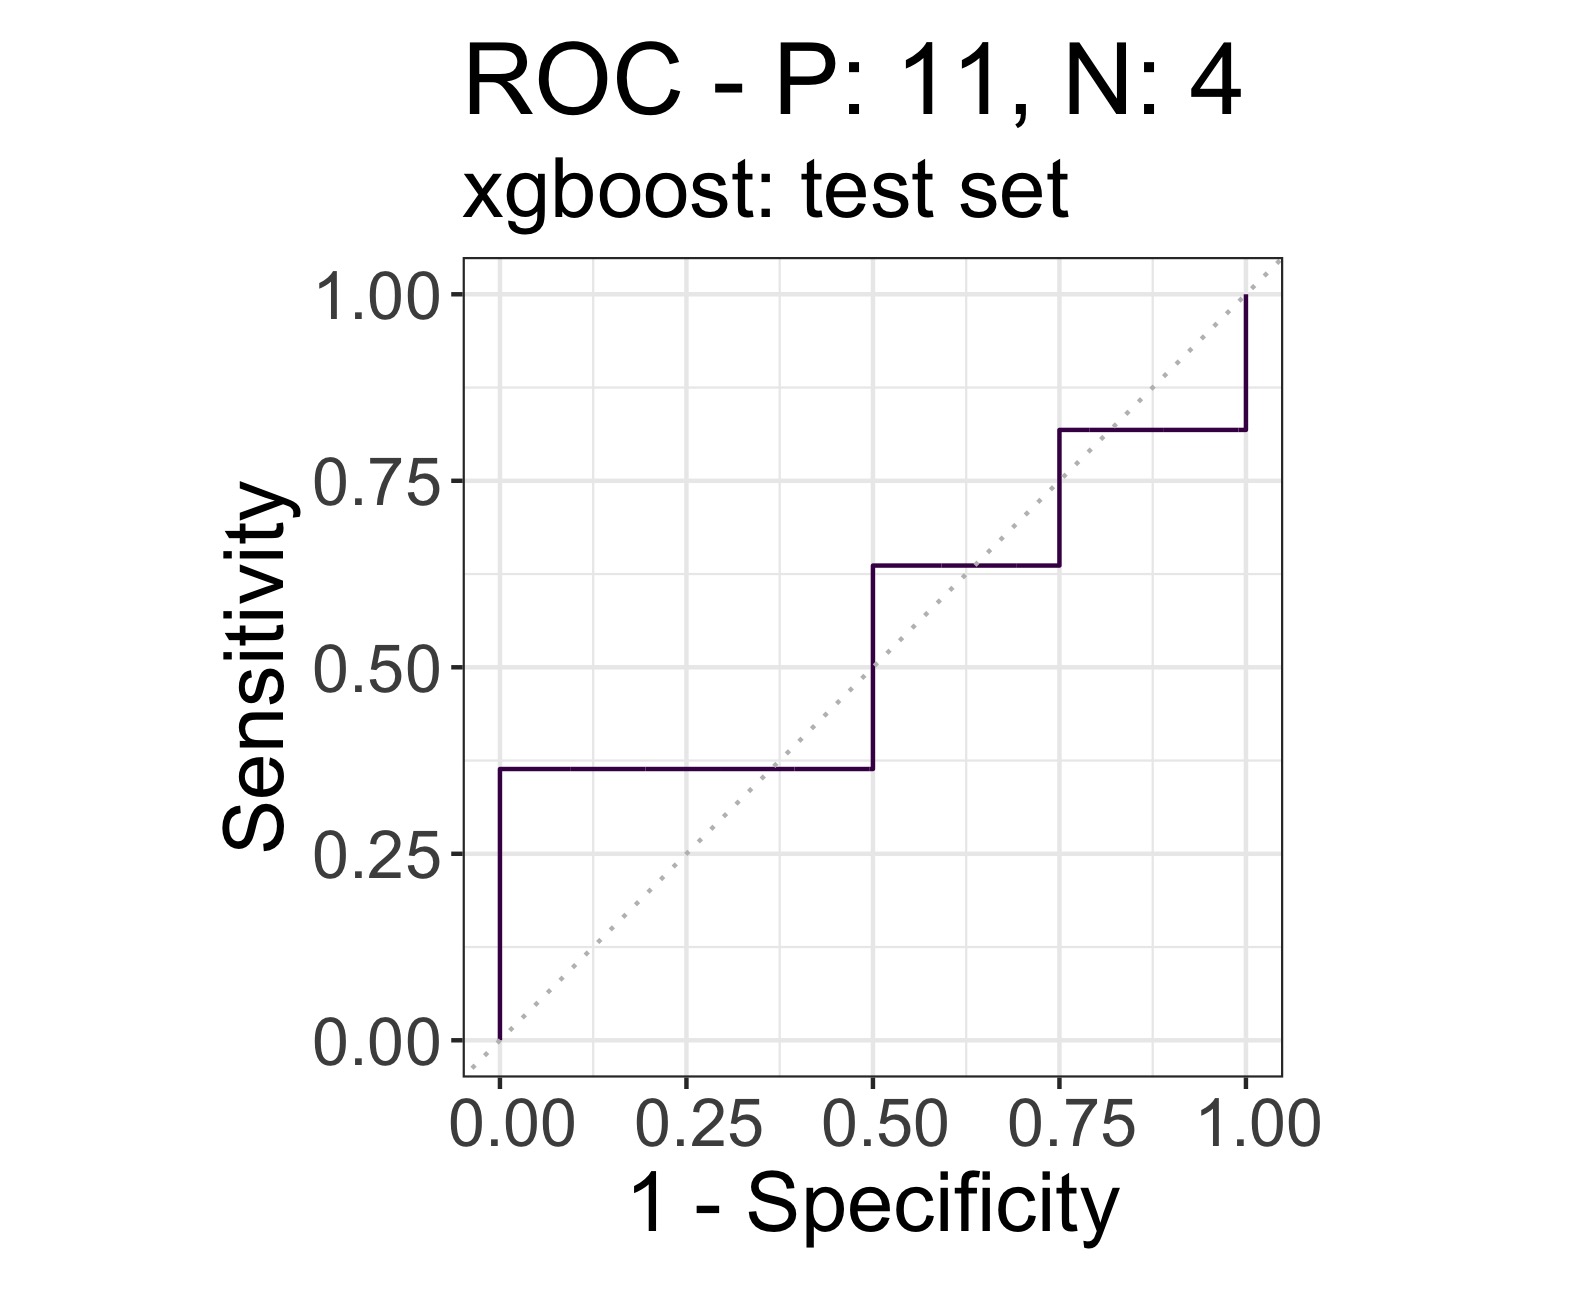 ROC - P: 11, N: 4
xgboost: test set
Sensitivity
1.00
0.75
0.50
0.25
0.00
0.00 0.25 0.50 0.75 1.00
1 - Specificity